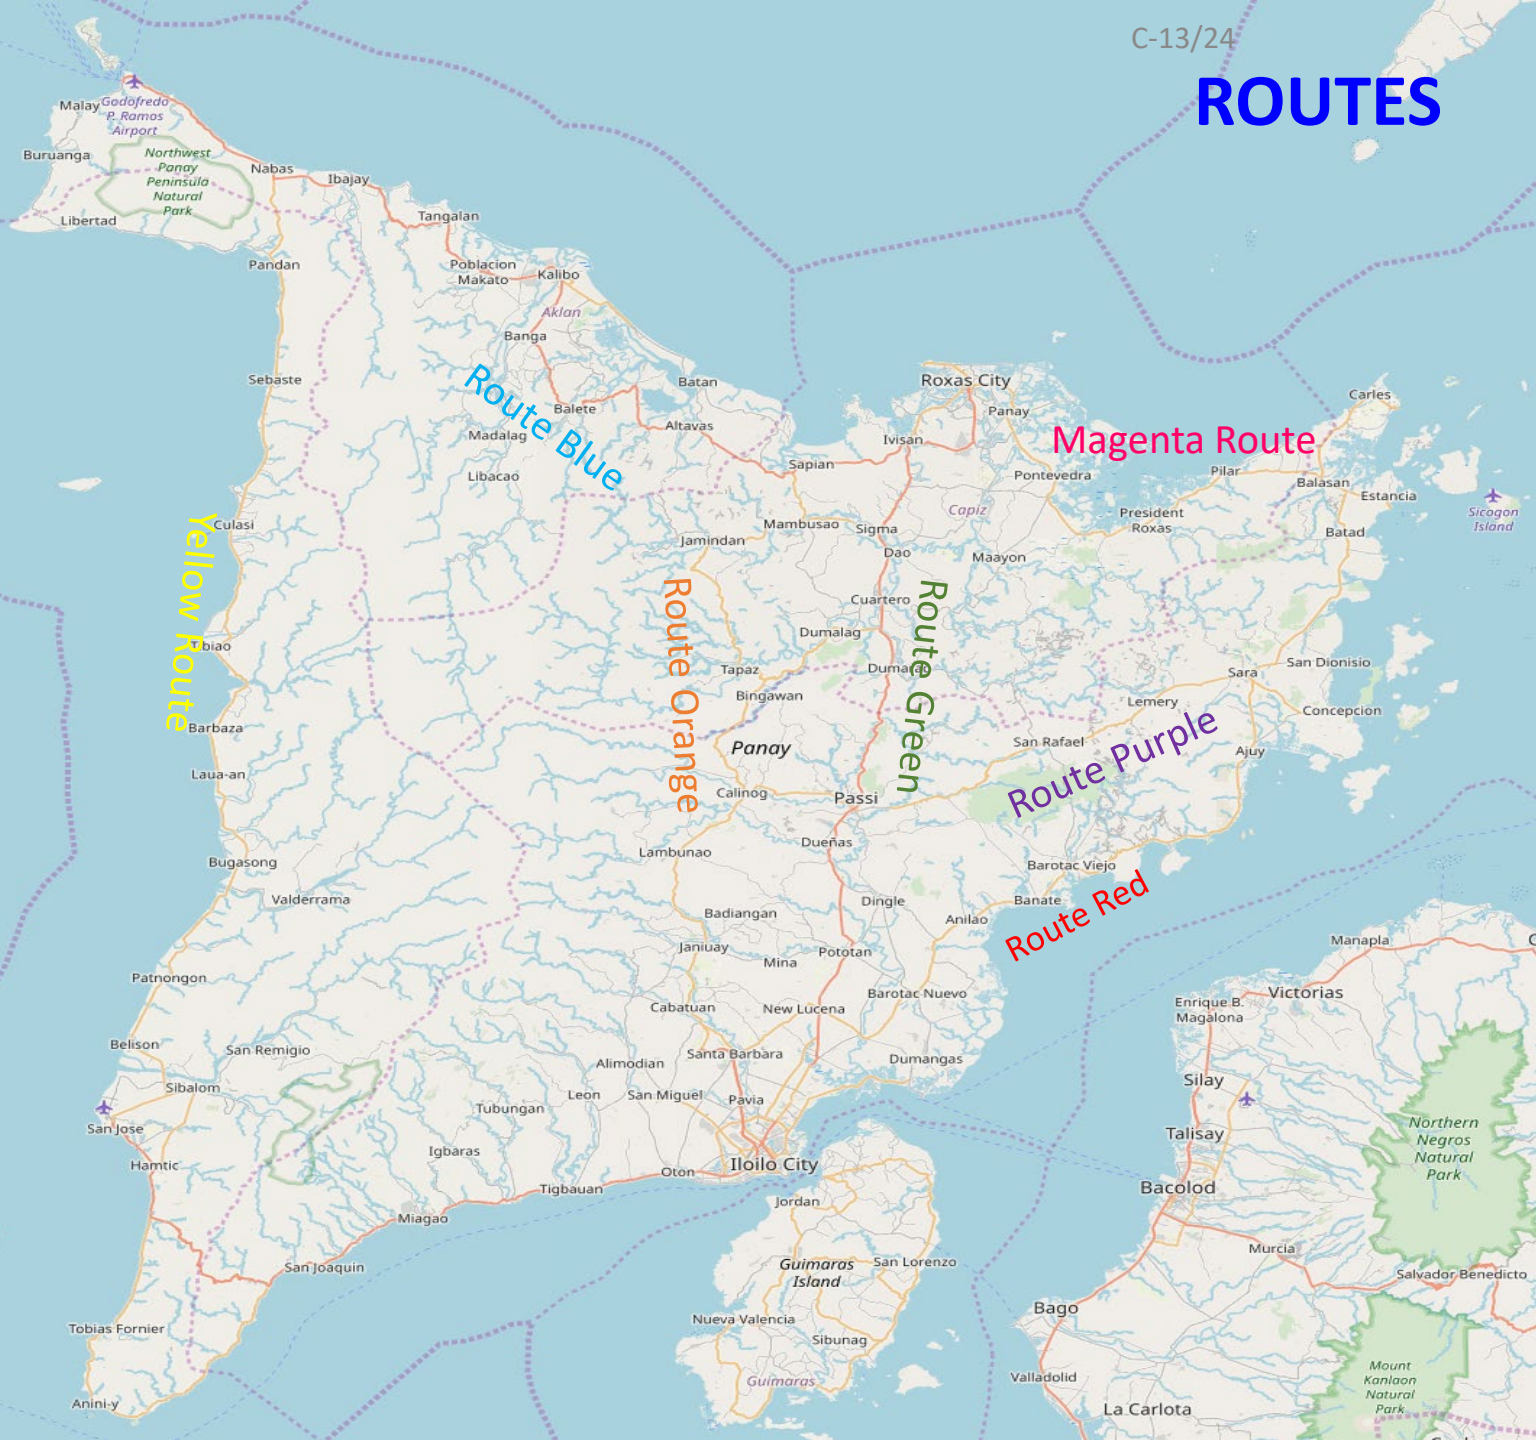 C-13/24
ROUTES
Malay
Godofredo
P. Ramos
Airport
Buruanga
Northwest
Panay
Peninsula
Natural
Park
Nabas
Ibajay
Libertad
Tangalan
Pandan
Poblacion
Makato
Kalibo
Aklan
Banga
Sebaste
Route Blue
Batan
Balete
Altavas
Madalag
Libacao
Roxas City
Panay
Carles
Ivisan
Magenta Route
Sapian
Pontevedra
Pilar
Balasan
Estancia
Sicogon
Island
Culasi
Yellow Route
Mambusao
Sigma
Capiz
President
Roxas
Batad
Jamindan
Dao
Maayon
Route Orange
Route Green
Cuartero
Dumalag
Tapaz
Bingawan
Sara
San Dionisio
Lemery
Concepcion
Barbaza
Panay
San Rafael
Route Purple
Ajuy
Laua-an
Calinog
Passi
Dueñas
Lambunao
Bugasong
Barotac Viejo
Valderrama
Dingle
Banate
Route Red
Badiangan
Anilao
Janiuay
Mina
Pototan
Manapla
Patnongon
Barotac Nuevo
Cabatuan
New Lucena
Enrique B.
Magalona
Victorias
Belison
San Remigio
Alimodian
Santa Barbara
Dumangas
Sibalom
Leon
San Miguel
Pavia
Tubungan
Silay
San Jose
Talisay
Northern
Negros
Natural
Park
Hamtic
Igbaras
Oton
Iloilo City
Tigbauan
Bacolod
Miagao
Jordan
San Joaquin
Guimaras
Island
San Lorenzo
Murcia
Salvador Benedicto
Bago
Tobias Fornier
Nueva Valencia
Sibunag
Guimaras
Valladolid
Mount
Kanlaon
Natural
Park
Anini-y
La Carlota